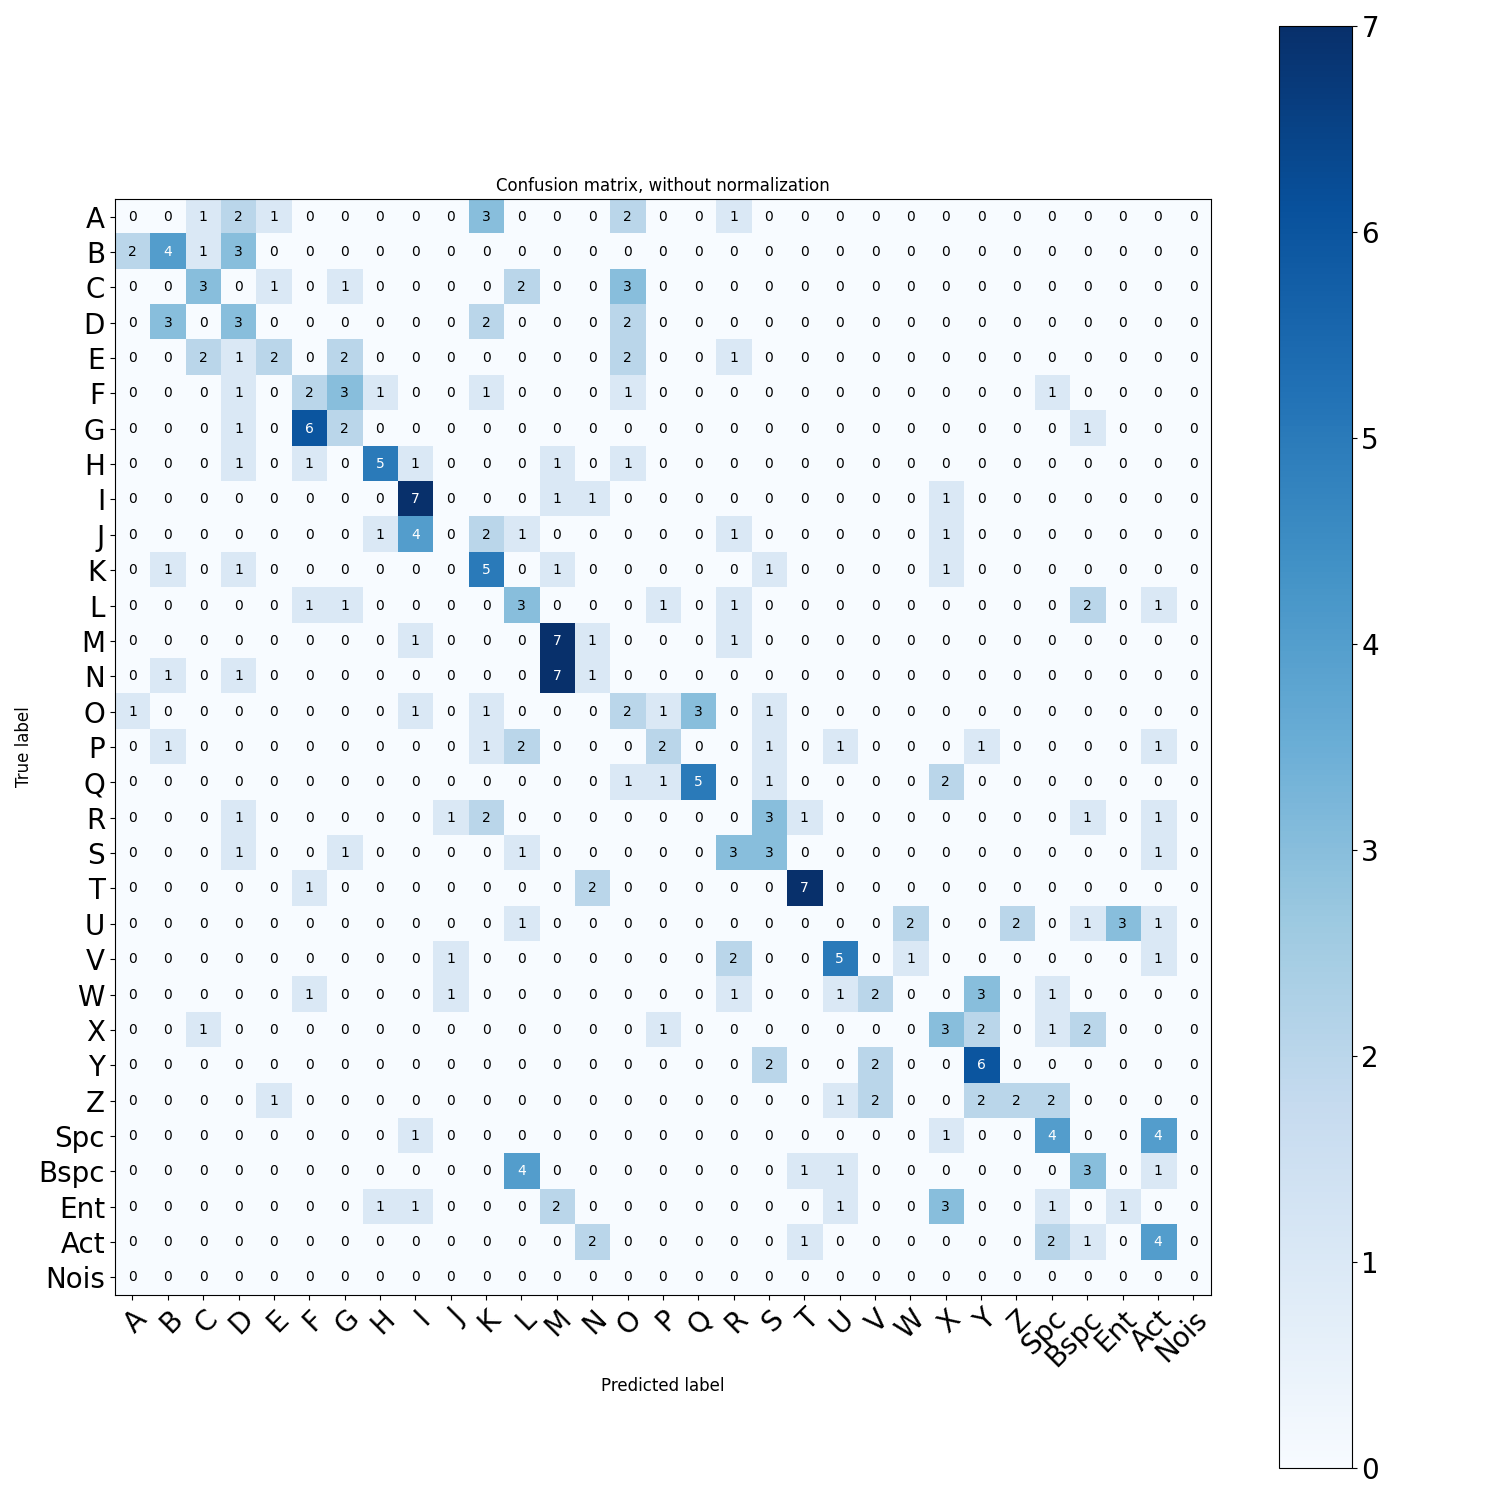 Confusion matrix, without normalization
A 0 0 1 2 1 0 0 0 0 0 3 0 0 0 2 0 0 1 0 0 0 0 0 0 0 0 0 0 0 0 0
B 2 4 1 3 0 0 0 0 0 0 0 0 0 0 0 0 0 0 0 0 0 0 0 0 0 0 0 0 0 0 0
C 0 0 3 0 1 0 1 0 0 0 0 2 0 0 3 0 0 0 0 0 0 0 0 0 0 0 0 0 0 0 0
D 0 3 0 3 0 0 0 0 0 0 2 0 0 0 2 0 0 0 0 0 0 0 0 0 0 0 0 0 0 0 0
E 0 0 2 1 2 0 2 0 0 0 0 0 0 0 2 0 0 1 0 0 0 0 0 0 0 0 0 0 0 0 0
F 0 0 0 1 0 2 3 1 0 0 1 0 0 0 1 0 0 0 0 0 0 0 0 0 0 0 1 0 0 0 0
G 0 0 0 1 0 6 2 0 0 0 0 0 0 0 0 0 0 0 0 0 0 0 0 0 0 0 0 1 0 0 0
H 0 0 0 1 0 1 0 5 1 0 0 0 1 0 1 0 0 0 0 0 0 0 0 0 0 0 0 0 0 0 0
I 0 0 0 0 0 0 0 0 7 0 0 0 1 1 0 0 0 0 0 0 0 0 0 1 0 0 0 0 0 0 0
J 0 0 0 0 0 0 0 1 4 0 2 1 0 0 0 0 0 1 0 0 0 0 0 1 0 0 0 0 0 0 0
K 0 1 0 1 0 0 0 0 0 0 5 0 1 0 0 0 0 0 1 0 0 0 0 1 0 0 0 0 0 0 0
L 0 0 0 0 0 1 1 0 0 0 0 3 0 0 0 1 0 1 0 0 0 0 0 0 0 0 0 2 0 1 0
M 0 0 0 0 0 0 0 0 1 0 0 0 7 1 0 0 0 1 0 0 0 0 0 0 0 0 0 0 0 0 0
N 0 1 0 1 0 0 0 0 0 0 0 0 7 1 0 0 0 0 0 0 0 0 0 0 0 0 0 0 0 0 0
O 1 0 0 0 0 0 0 0 1 0 1 0 0 0 2 1 3 0 1 0 0 0 0 0 0 0 0 0 0 0 0
P 0 1 0 0 0 0 0 0 0 0 1 2 0 0 0 2 0 0 1 0 1 0 0 0 1 0 0 0 0 1 0
Q 0 0 0 0 0 0 0 0 0 0 0 0 0 0 1 1 5 0 1 0 0 0 0 2 0 0 0 0 0 0 0
R 0 0 0 1 0 0 0 0 0 1 2 0 0 0 0 0 0 0 3 1 0 0 0 0 0 0 0 1 0 1 0
S 0 0 0 1 0 0 1 0 0 0 0 1 0 0 0 0 0 3 3 0 0 0 0 0 0 0 0 0 0 1 0
T 0 0 0 0 0 1 0 0 0 0 0 0 0 2 0 0 0 0 0 7 0 0 0 0 0 0 0 0 0 0 0
U 0 0 0 0 0 0 0 0 0 0 0 1 0 0 0 0 0 0 0 0 0 0 2 0 0 2 0 1 3 1 0
V 0 0 0 0 0 0 0 0 0 1 0 0 0 0 0 0 0 2 0 0 5 0 1 0 0 0 0 0 0 1 0
W 0 0 0 0 0 1 0 0 0 1 0 0 0 0 0 0 0 1 0 0 1 2 0 0 3 0 1 0 0 0 0
X 0 0 1 0 0 0 0 0 0 0 0 0 0 0 0 1 0 0 0 0 0 0 0 3 2 0 1 2 0 0 0
Y 0 0 0 0 0 0 0 0 0 0 0 0 0 0 0 0 0 0 2 0 0 2 0 0 6 0 0 0 0 0 0
Z 0 0 0 0 1 0 0 0 0 0 0 0 0 0 0 0 0 0 0 0 1 2 0 0 2 2 2 0 0 0 0
Spc 0 0 0 0 0 0 0 0 1 0 0 0 0 0 0 0 0 0 0 0 0 0 0 1 0 0 4 0 0 4 0
Bspc 0 0 0 0 0 0 0 0 0 0 0 4 0 0 0 0 0 0 0 1 1 0 0 0 0 0 0 3 0 1 0
Ent 0 0 0 0 0 0 0 1 1 0 0 0 2 0 0 0 0 0 0 0 1 0 0 3 0 0 1 0 1 0 0
Act 0 0 0 0 0 0 0 0 0 0 0 0 0 2 0 0 0 0 0 1 0 0 0 0 0 0 2 1 0 4 0
Nois 0 0 0 0 0 0 0 0 0 0 0 0 0 0 0 0 0 0 0 0 0 0 0 0 0 0 0 0 0 0 0
A B C D E F G H I J K L M N O P Q R S T U V W X Y Z Spc Bspc Ent Act Nois
Predicted label
True label
7
6
5
4
3
2
1
0